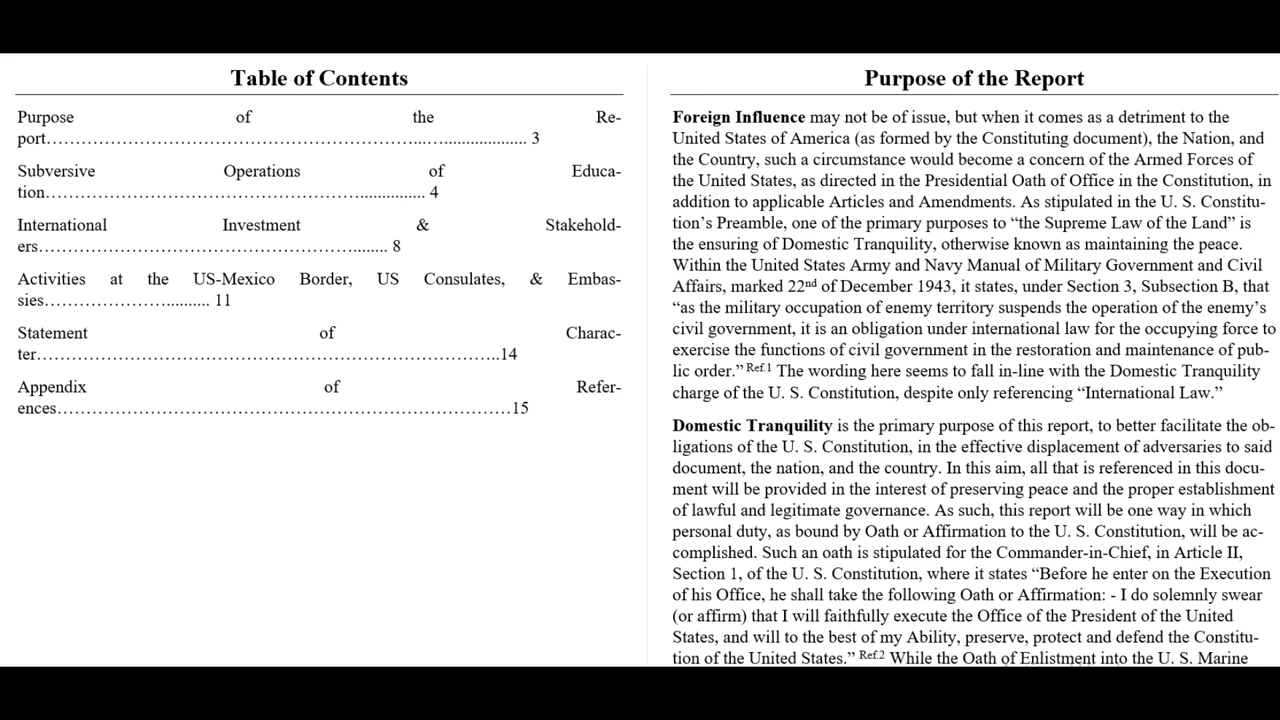 Table of Contents
Purpose of the Re-
port……………………………………………………...….................... 3
Subversive Operations of Educa-
tion……………………………………………............... 4
International Investment & Stakehold-
ers……………………………………………......... 8
Activities at the US-Mexico Border, US Consulates, & Embas-
sies…………………........... 11
Statement of Charac-
ter……………………………………………………………………….14
Appendix of Refer-
ences………………………………………………………………………15
Purpose of the Report
Foreign Influence may not be of issue, but when it comes as a detriment to the
United States of America (as formed by the Constituting document), the Nation, and
the Country, such a circumstance would become a concern of the Armed Forces of
the United States, as directed in the Presidential Oath of Office in the Constitution, in
addition to applicable Articles and Amendments. As stipulated in the U. S. Constitu-
tion’s Preamble, one of the primary purposes to “the Supreme Law of the Land” is
the ensuring of Domestic Tranquility, otherwise known as maintaining the peace.
Within the United States Army and Navy Manual of Military Government and Civil
Affairs, marked 22nd of December 1943, it states, under Section 3, Subsection B, that
“as the military occupation of enemy territory suspends the operation of the enemy’s
civil government, it is an obligation under international law for the occupying force to
exercise the functions of civil government in the restoration and maintenance of pub-
lic order.” Ref.1 The wording here seems to fall in-line with the Domestic Tranquility
charge of the U. S. Constitution, despite only referencing “International Law.”
Domestic Tranquility is the primary purpose of this report, to better facilitate the ob-
ligations of the U. S. Constitution, in the effective displacement of adversaries to said
document, the nation, and the country. In this aim, all that is referenced in this docu-
ment will be provided in the interest of preserving peace and the proper establishment
of lawful and legitimate governance. As such, this report will be one way in which
personal duty, as bound by Oath or Affirmation to the U. S. Constitution, will be ac-
complished. Such an oath is stipulated for the Commander-in-Chief, in Article II,
Section 1, of the U. S. Constitution, where it states “Before he enter on the Execution
of his Office, he shall take the following Oath or Affirmation: - I do solemnly swear
(or affirm) that I will faithfully execute the Office of the President of the United
States, and will to the best of my Ability, preserve, protect and defend the Constitu-
tion of the United States.” Ref.2 While the Oath of Enlistment into the U. S. Marine